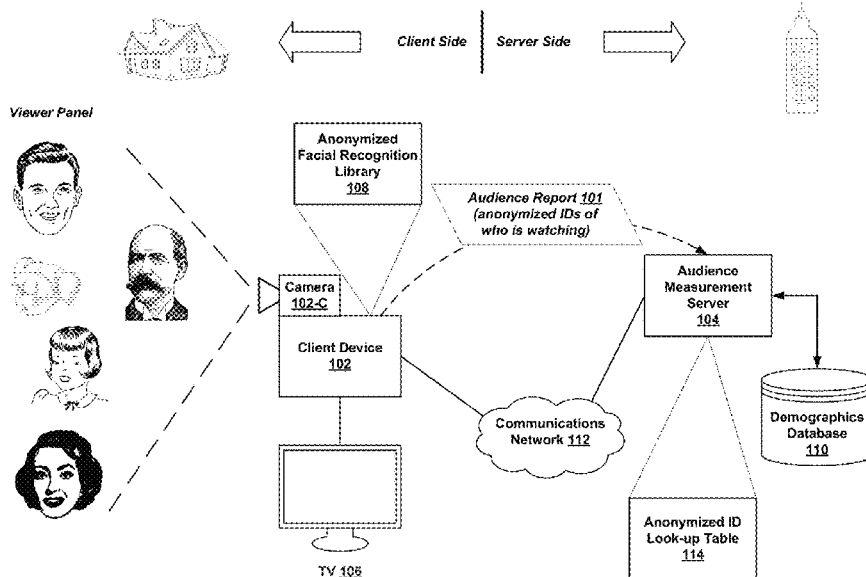 Client Side
Server Side
Viewer Panel
Anonymized
Facial Recognition
Library
108
Audience Report 101
(anonymized IDs of
who is watching)
Camera
102-C
Client Device
102
Audience
Measurement
Server
104
Communications
Network 112
Demographics
Database
110
Anonymized ID
Look-up Table
114
TV 106